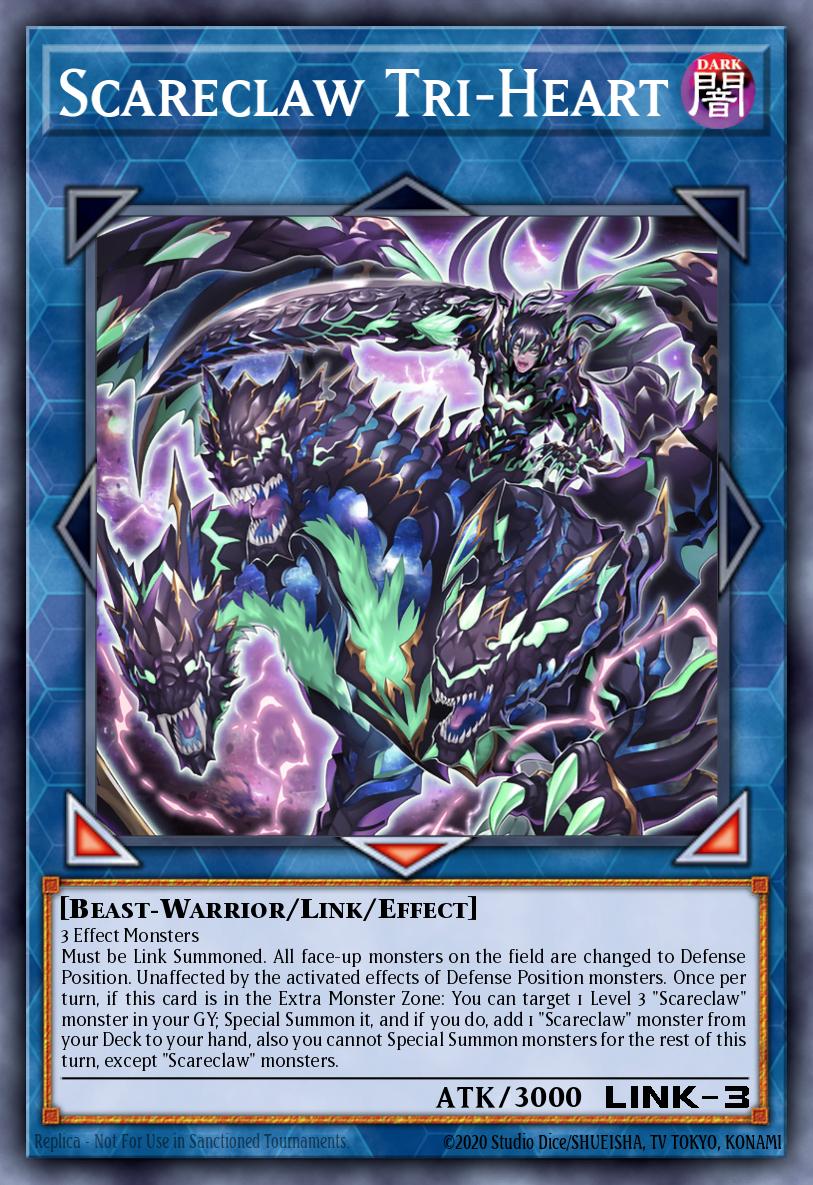 Scareclaw Tri-Heart
DARK
闇
[Beast-Warrior/Link/Effect]
3 Effect Monsters
Must be Link Summoned. All face-up monsters on the field are changed to Defense
Position. Unaffected by the activated effects of Defense Position monsters. Once per
turn, if this card is in the Extra Monster Zone: You can target 1 Level 3 "Scareclaw"
monster in your GY; Special Summon it, and if you do, add 1 "Scareclaw" monster from
your Deck to your hand, also you cannot Special Summon monsters for the rest of this
turn, except "Scareclaw" monsters.
ATK/3000 LINK-3
Replica - Not For Use in Sanctioned Tournaments.
©2020 Studio Dice/SHUEISHA, TV TOKYO, KONAMI